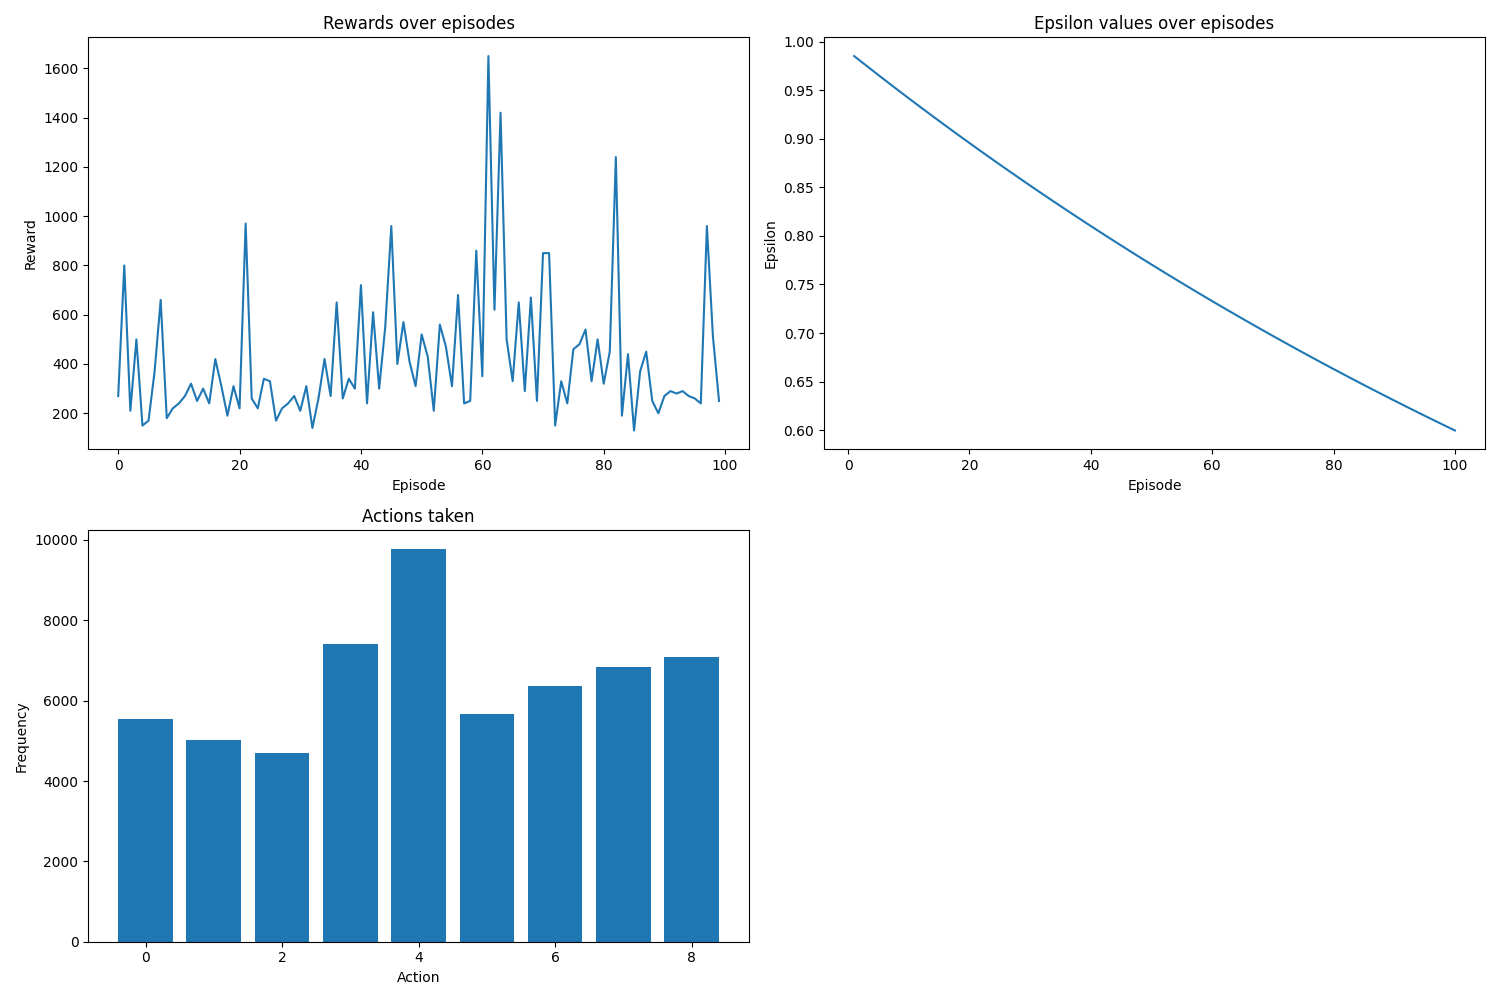 Rewards over episodes
1600
1400
1200
1000
800
600
400
200
Reward
0 20 40 60 80 100
Episode
Epsilon values over episodes
1.00
0.95
0.90
0.85
0.80
0.75
0.70
0.65
0.60
Epsilon
0 20 40 60 80 100
Episode
Actions taken
10000
8000
6000
4000
2000
0
Frequency
0 2 4 6 8
Action